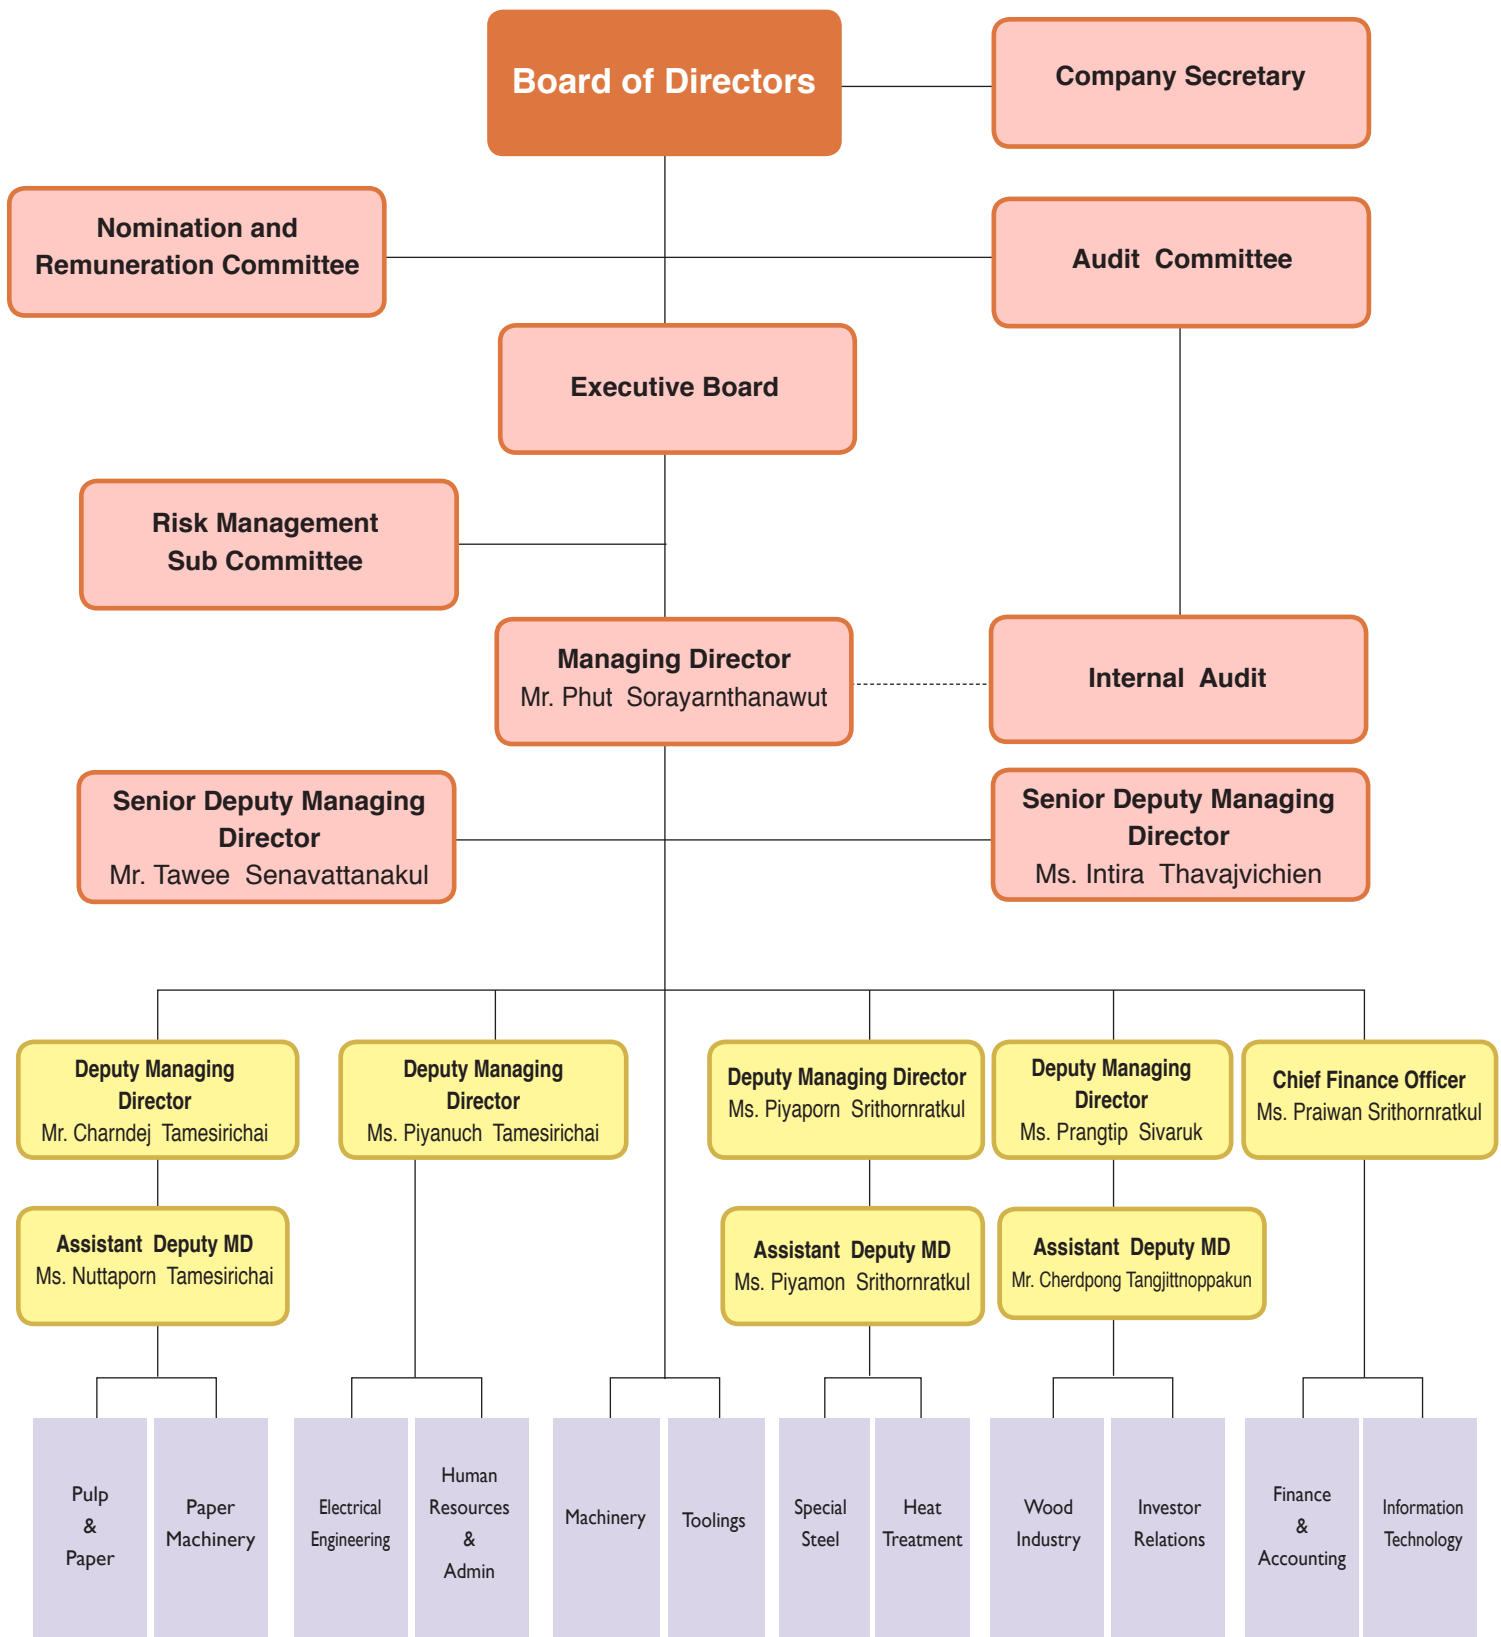 Board of Directors
Company Secretary
Nomination and
Remuneration Committee
Audit Committee
Executive Board
Risk Management
Sub Committee
Managing Director
Mr. Phut Sorayarnthanawut
Internal Audit
Senior Deputy Managing
Director
Mr. Tawee Senavattanakul
Senior Deputy Managing
Director
Ms. Intira Thavajvichien
Deputy Managing
Director
Mr. Charndej Tamesirichai
Deputy Managing
Director
Ms. Piyanuch Tamesirichai
Deputy Managing Director
Ms. Piyaporn Srithornratkul
Deputy Managing
Director
Ms. Prangtip Sivaruk
Chief Finance Officer
Ms. Praiwan Srithornratkul
Assistant Deputy MD
Ms. Nuttaporn Tamesirichai
Assistant Deputy MD
Ms. Piyamon Srithornratkul
Assistant Deputy MD
Mr. Cherdpong Tangjittnoppakun
Pulp
&
Paper
Paper
Machinery
Electrical
Engineering
Human
Resources
&
Admin
Machinery
Toolings
Special
Steel
Heat
Treatment
Wood
Industry
Investor
Relations
Finance
&
Accounting
Information
Technology